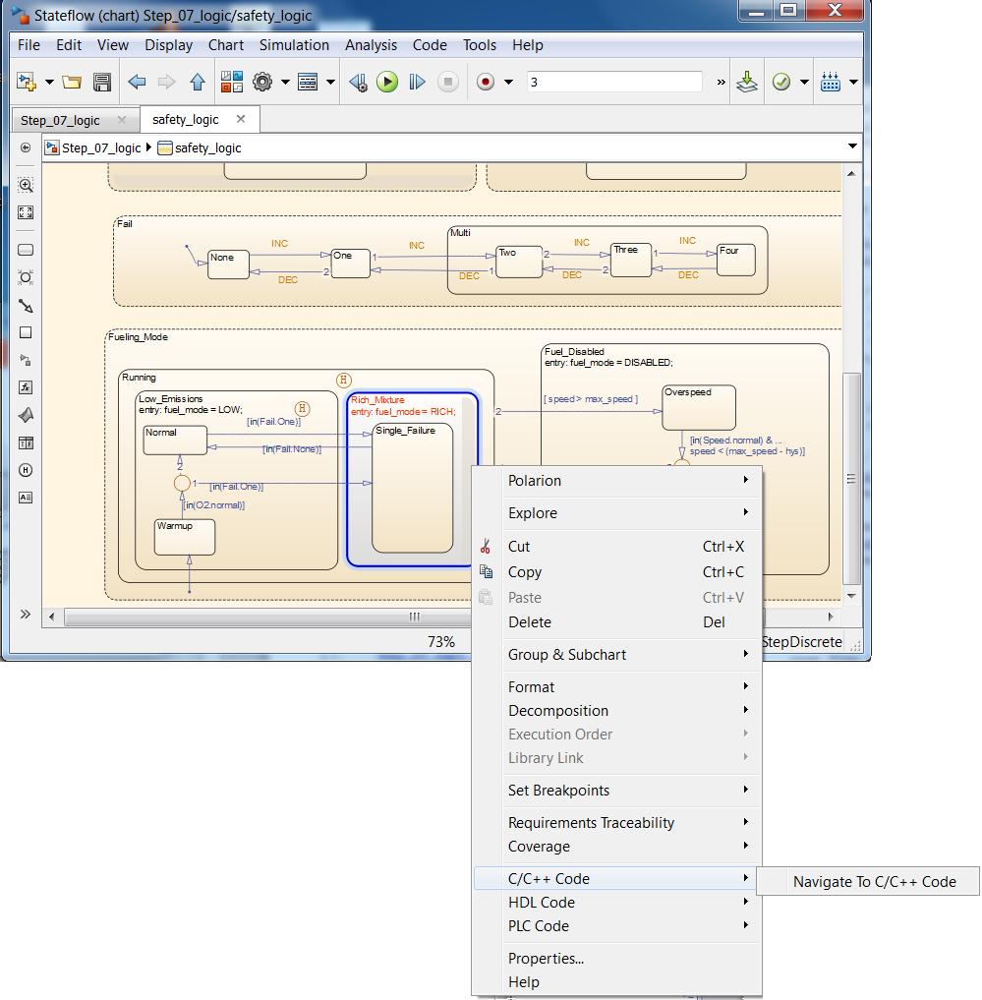 Stateflow (chart) Step_07_logic/safety_logic
File Edit View Display Chart Simulation Analysis Code Tools Help
3
»
Step_07_logic
safety_logic
Step_07_logic
safety_logic
Fail
None
INC
DEC
One
1
2
INC
DEC
Multi
Two
1
2
INC
DEC
Three
1
2
INC
DEC
Four
Fueling_Mode
Running
H
Low_Emissions
entry: fuel_mode = LOW;
H
[in(Fail.One)]
Normal
[in(Fail.None)]
2
1
[in(Fail.One)]
[in(O2.normal)]
Warmup
Rich_Mixture
entry: fuel_mode = RICH;
Single_Failure
2
[ speed > max_speed ]
Fuel_Disabled
entry: fuel_mode = DISABLED;
Overspeed
[in(Speed.normal) & ...
speed < (max_speed - hys)]
73%
StepDiscrete
Polarion
Explore
Cut Ctrl+X
Copy Ctrl+C
Paste Ctrl+V
Delete Del
Group & Subchart
Format
Decomposition
Execution Order
Library Link
Set Breakpoints
Requirements Traceability
Coverage
C/C++ Code
Navigate To C/C++ Code
HDL Code
PLC Code
Properties...
Help